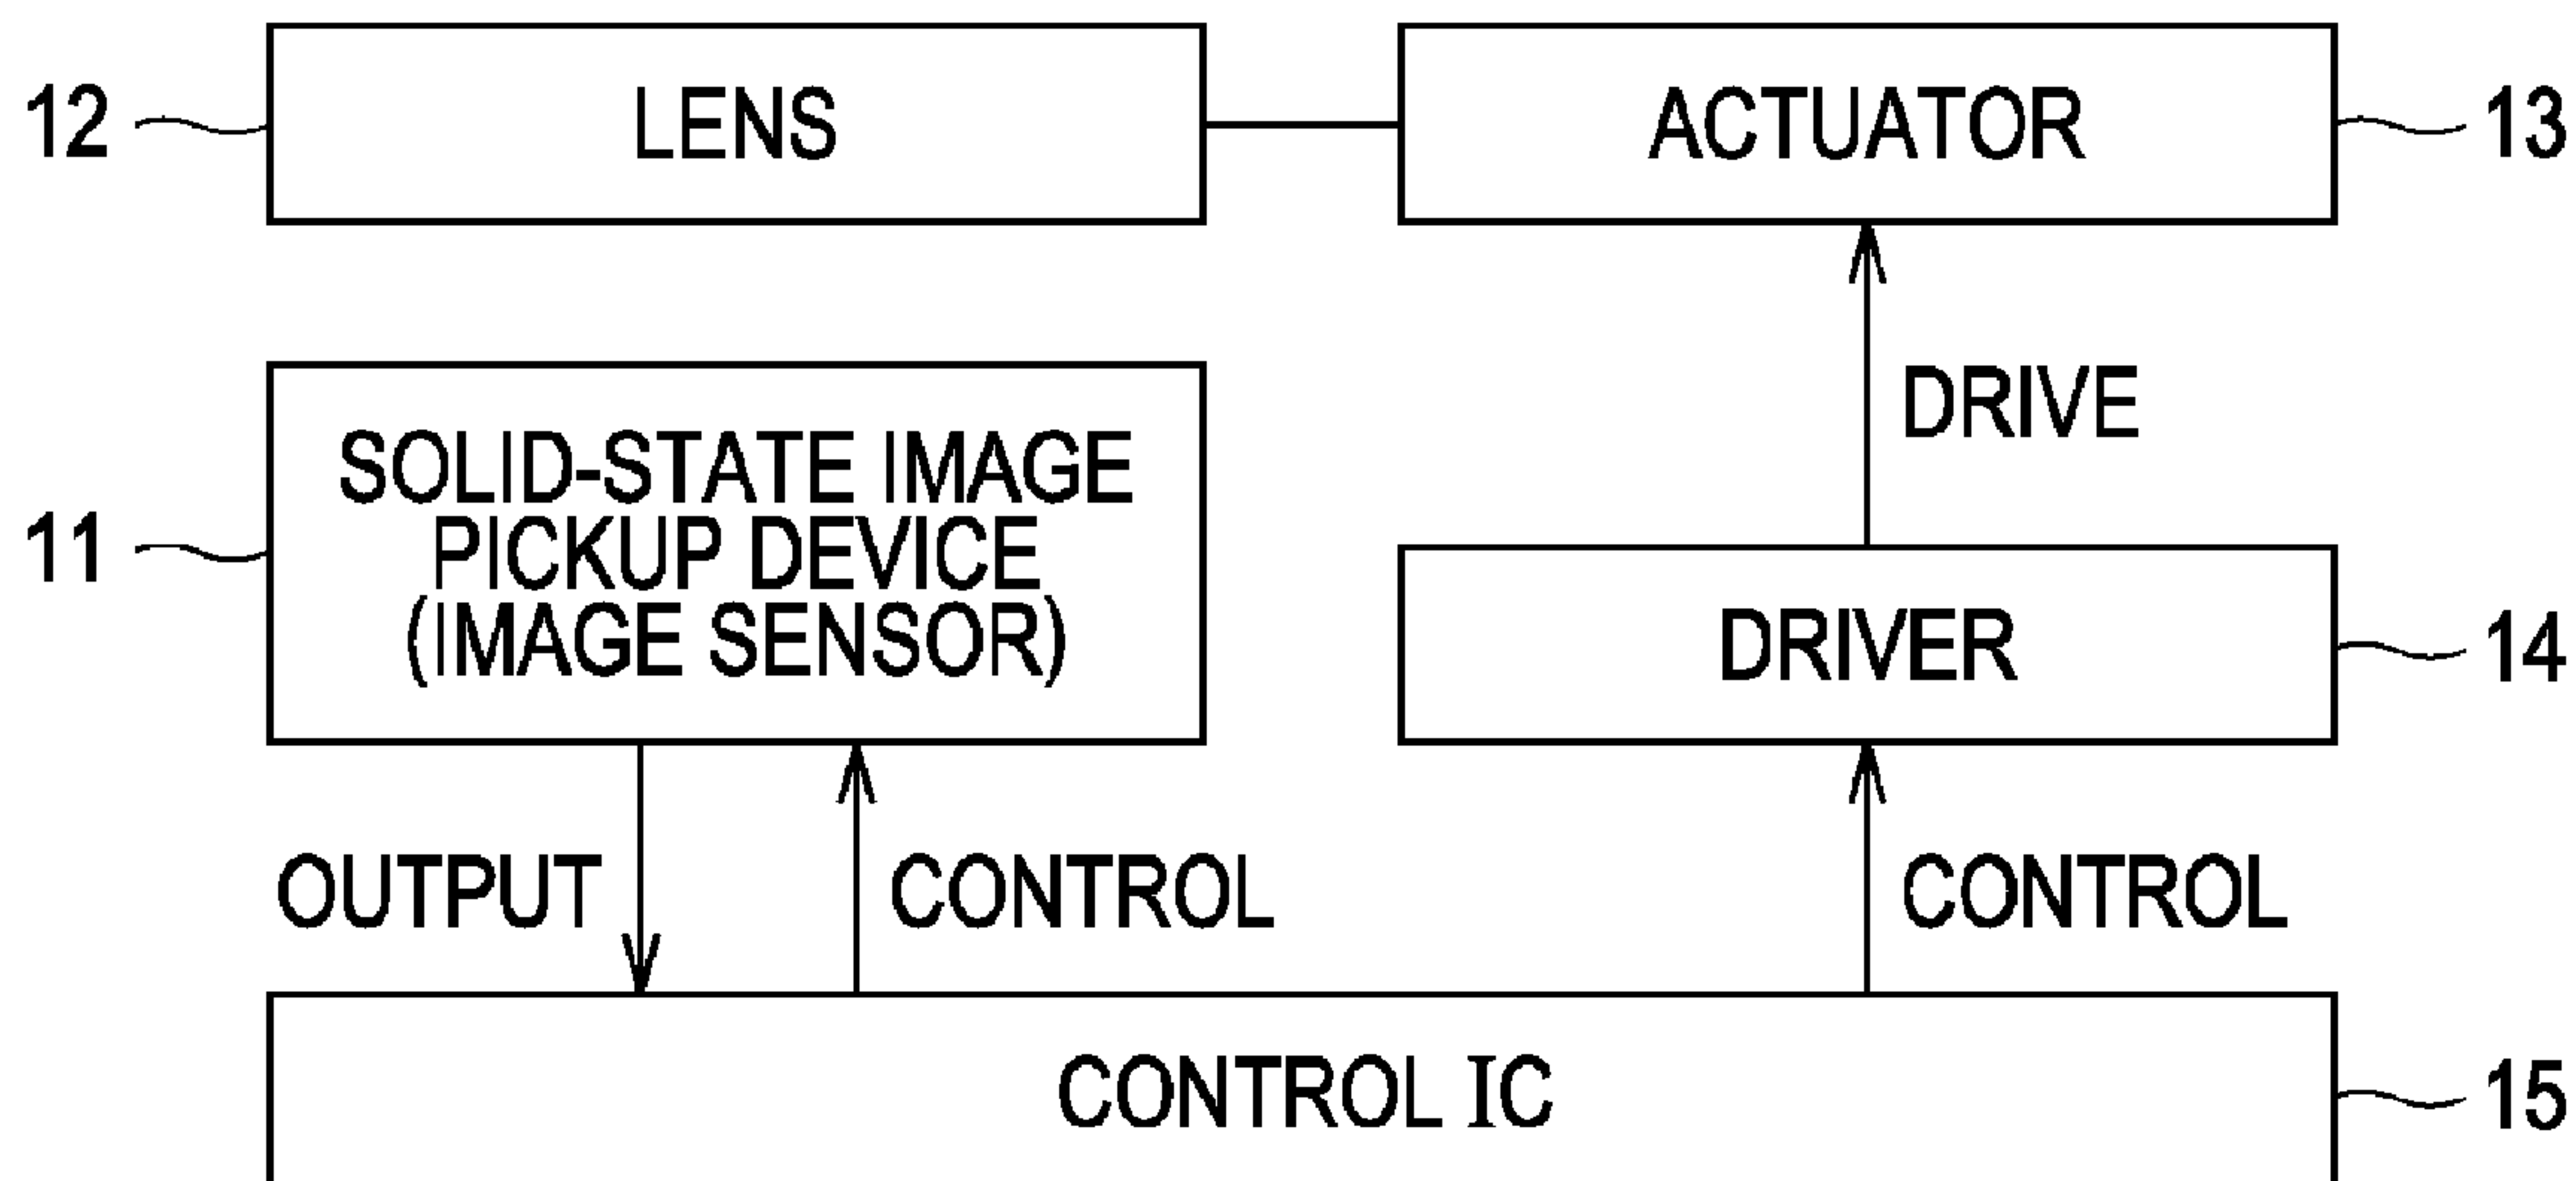 12
LENS
ACTUATOR
13
11
SOLID-STATE IMAGE
PICKUP DEVICE
(IMAGE SENSOR)
DRIVE
DRIVER
14
OUTPUT
CONTROL
CONTROL
CONTROL IC
15